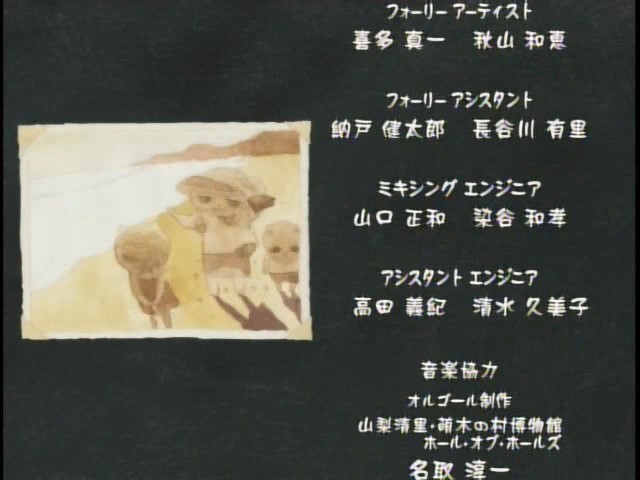 フォーリー アーティスト
喜多 真一　秋山 和恵
フォーリー アシスタント
納戸 健太郎　長谷川 有里
ミキシング エンジニア
山口 正和　染谷 和孝
アシスタント エンジニア
高田 義紀　清水 久美子
音楽協力
オルゴール制作
山梨清里・萌木の村博物館
ホール・オブ・ホールズ
名取 淳一